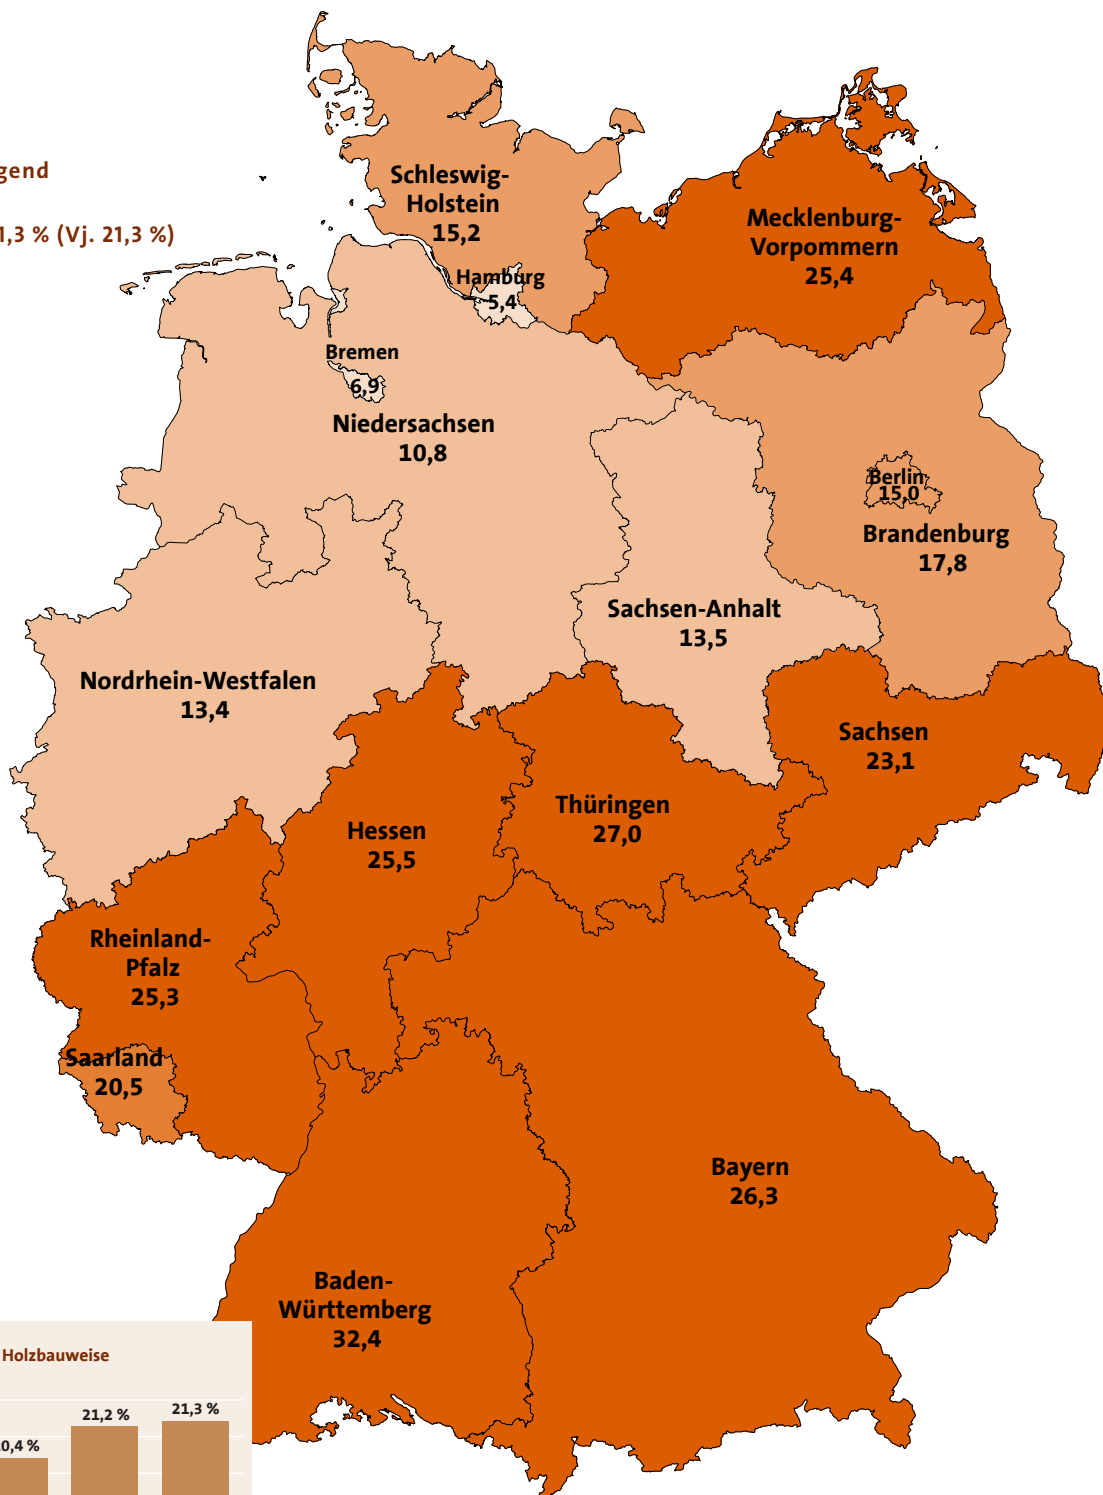 gend
1,3 % (Vj. 21,3 %)
Schleswig-
Holstein
15,2
Mecklenburg-
Vorpommern
25,4
Hamburg
5,4
Bremen
6,9
Niedersachsen
10,8
Berlin
15,0
Brandenburg
17,8
Sachsen-Anhalt
13,5
Nordrhein-Westfalen
13,4
Sachsen
23,1
Thüringen
27,0
Hessen
25,5
Rheinland-
Pfalz
25,3
Saarland
20,5
Bayern
26,3
Baden-
Württemberg
32,4
Holzbauweise
0,4 %
21,2 %
21,3 %